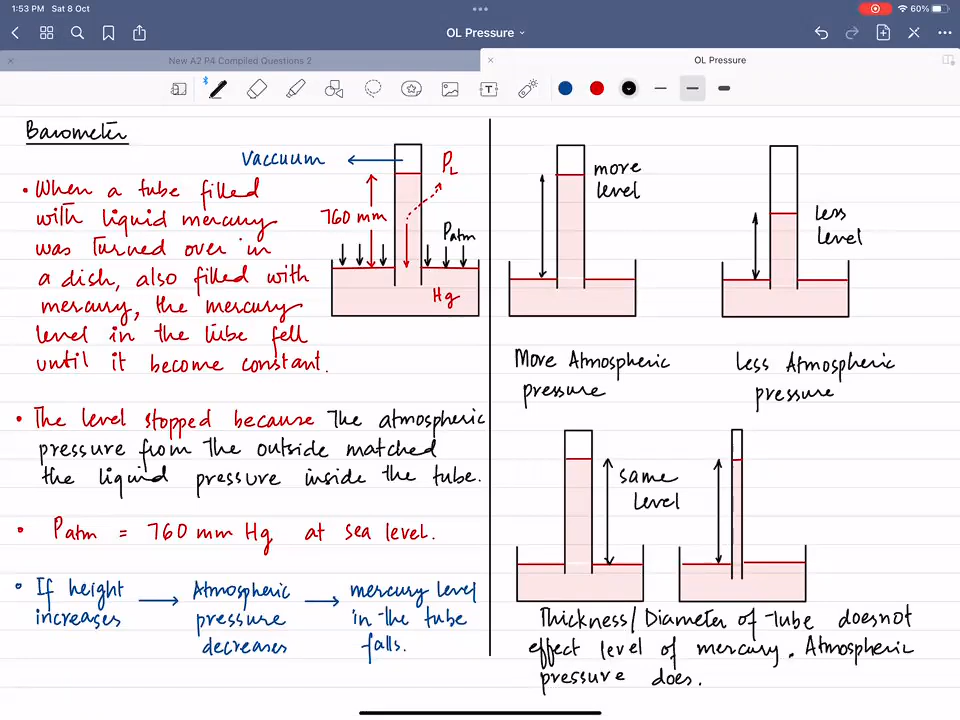 1:53 PM Sat 8 Oct
60%
OL Pressure
New A2 P4 Compiled Questions 2
OL Pressure
Barometer
Vaccuum
PL
760 mm
Patm
Hg
• When a tube filled
with liquid mercury
was turned over in
a dish, also filled with
mercury, the mercury
level in the tube fell
until it become constant.
• The level stopped because the atmospheric
pressure from the outside matched
the liquid pressure inside the tube.
• Patm = 760 mm Hg at sea level.
• If height
increases
Atmospheric
pressure
decreases
mercury level
in the tube
falls.
more
level
less
level
More Atmospheric
pressure
Less Atmospheric
pressure
same
level
Thickness/Diameter of Tube doesnot
effect level of mercury. Atmospheric
pressure does.